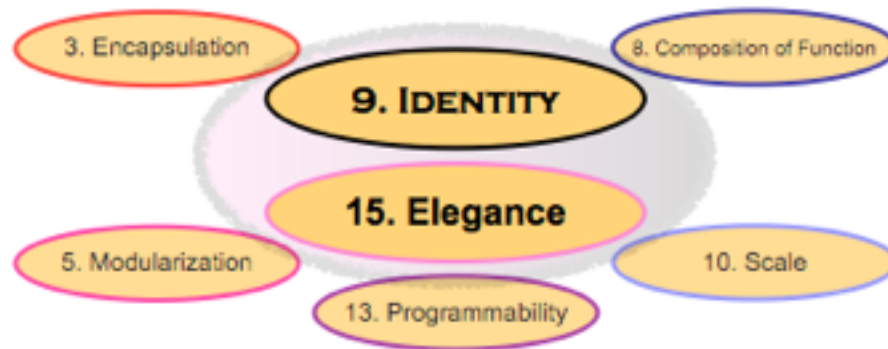 3. Encapsulation
8. Composition of Function
9. IDENTITY
15. Elegance
5. Modularization
10. Scale
13. Programmability